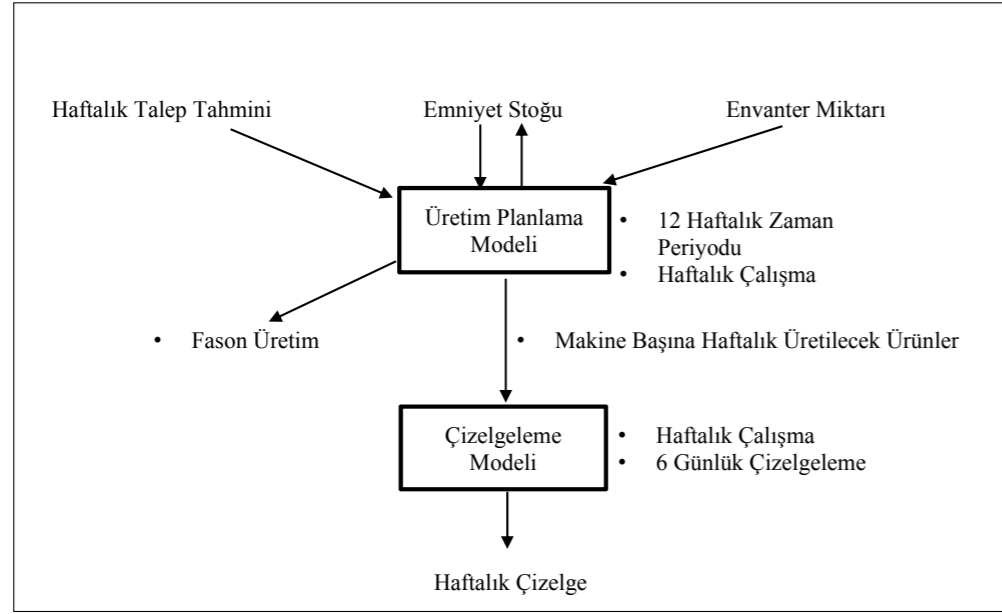 Haftalık Talep Tahmini
Emniyet Stoğu
Envanter Miktarı
Üretim Planlama
Modeli
• 12 Haftalık Zaman
Periyodu
• Haftalık Çalışma
• Fason Üretim
• Makine Başına Haftalık Üretilecek Ürünler
Çizelgeleme
Modeli
• Haftalık Çalışma
• 6 Günlük Çizelgeleme
Haftalık Çizelge